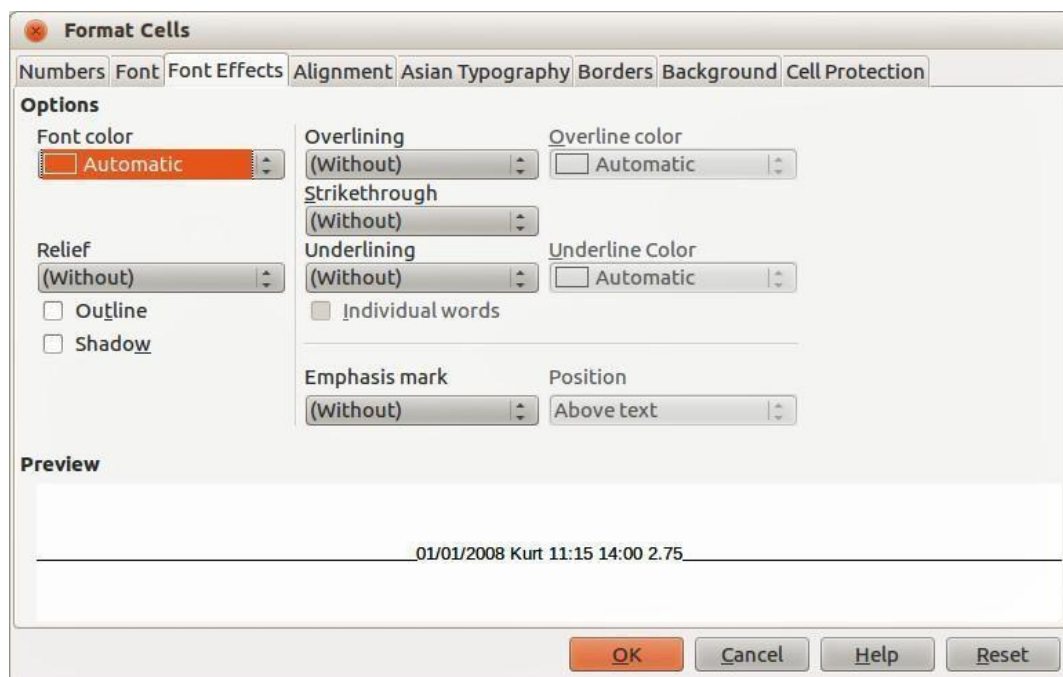 Format Cells
Numbers Font Font Effects Alignment Asian Typography Borders Background Cell Protection
Options
Font color Overlining Overline color
Automatic (Without) Automatic
Strikethrough
(Without)
Relief Underlining Underline Color
(Without) (Without) Automatic
Outline Individual words
Shadow
Emphasis mark Position
(Without) Above text
Preview
01/01/2008 Kurt 11:15 14:00 2.75
OK Cancel Help Reset